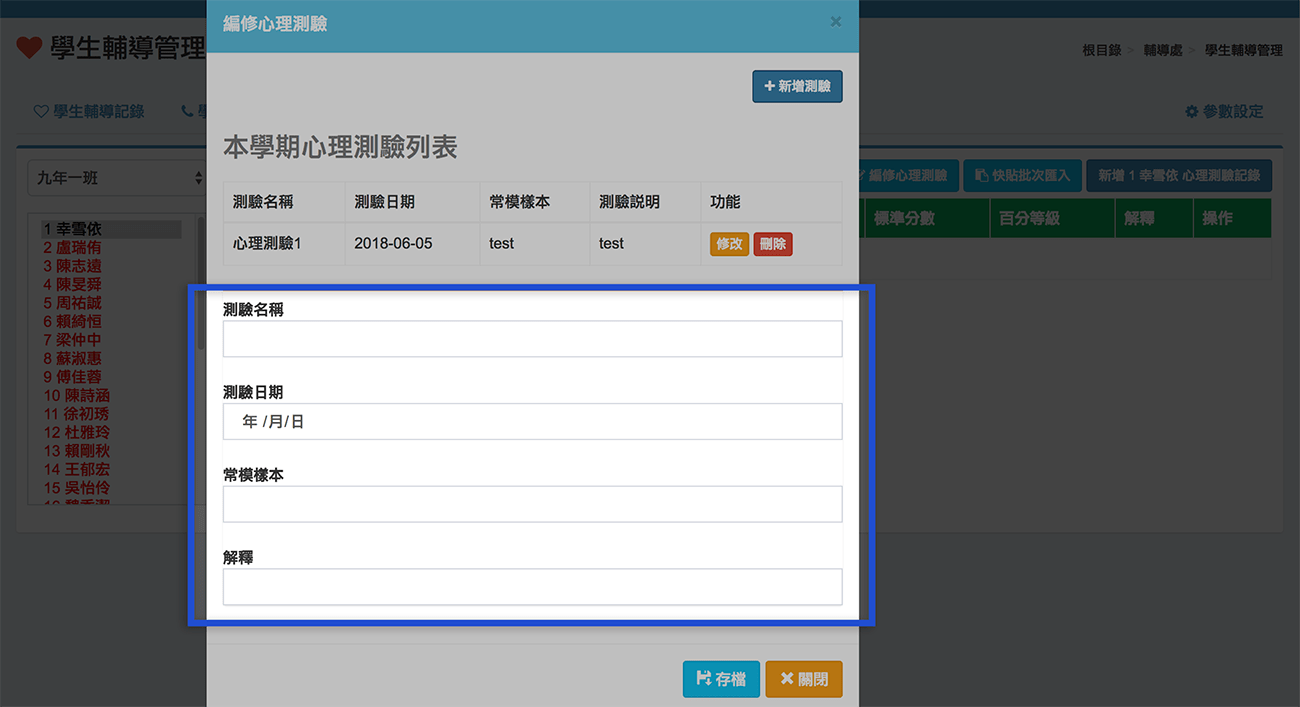 編修心理測驗 ×
學生輔導管理
根目錄 > 輔導處 > 學生輔導管理
新增測驗
學生輔導記錄
參數設定
本學期心理測驗列表
九年一班
編修心理測驗 快貼批次匯入 新增 1 幸雪依 心理測驗記錄
測驗名稱 測驗日期 常模樣本 測驗説明 功能
標準分數 百分等級 解釋 操作
心理測驗1 2018-06-05 test test 修改 刪除
1 幸雪依
2 盧瑞侑
3 陳志遠
4 陳旻舜
5 周祐誠
6 賴綺恒
7 梁仲中
8 蘇淑惠
9 傅佳蓉
10 陳詩涵
11 徐初琇
12 杜雅玲
13 賴剛秋
14 王郁宏
15 吳怡伶
測驗名稱
測驗日期
年 /月/日
常模樣本
解釋
存檔 關閉